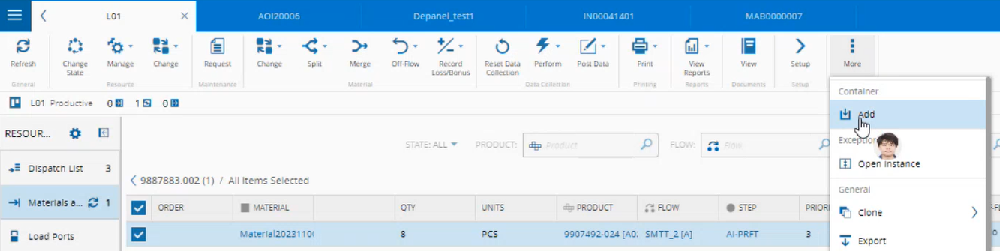 L01 AOI20006 Depanel_test1 IN00041401 MAB0000007
Refresh Change State Manage Change Request Change Split Merge Off-Flow Record Loss/Bonus Reset Data Collection Perform Post Data Print View Reports View Setup More
General Resource Maintenance Material Data Collection Printing Reports Documents Setup
L01 Productive 0 1 0
Container
Add
RESOUR...
STATE: ALL PRODUCT: Product FLOW: Flow
Open Instance
Dispatch List 3
9887883.002 (1) / All Items Selected
General
Materials a... 1
ORDER MATERIAL QTY UNITS PRODUCT FLOW STEP
Clone
8 PCS 9907492-024 SMTT_2 [A] AI-PRFT 3
Load Ports
Export